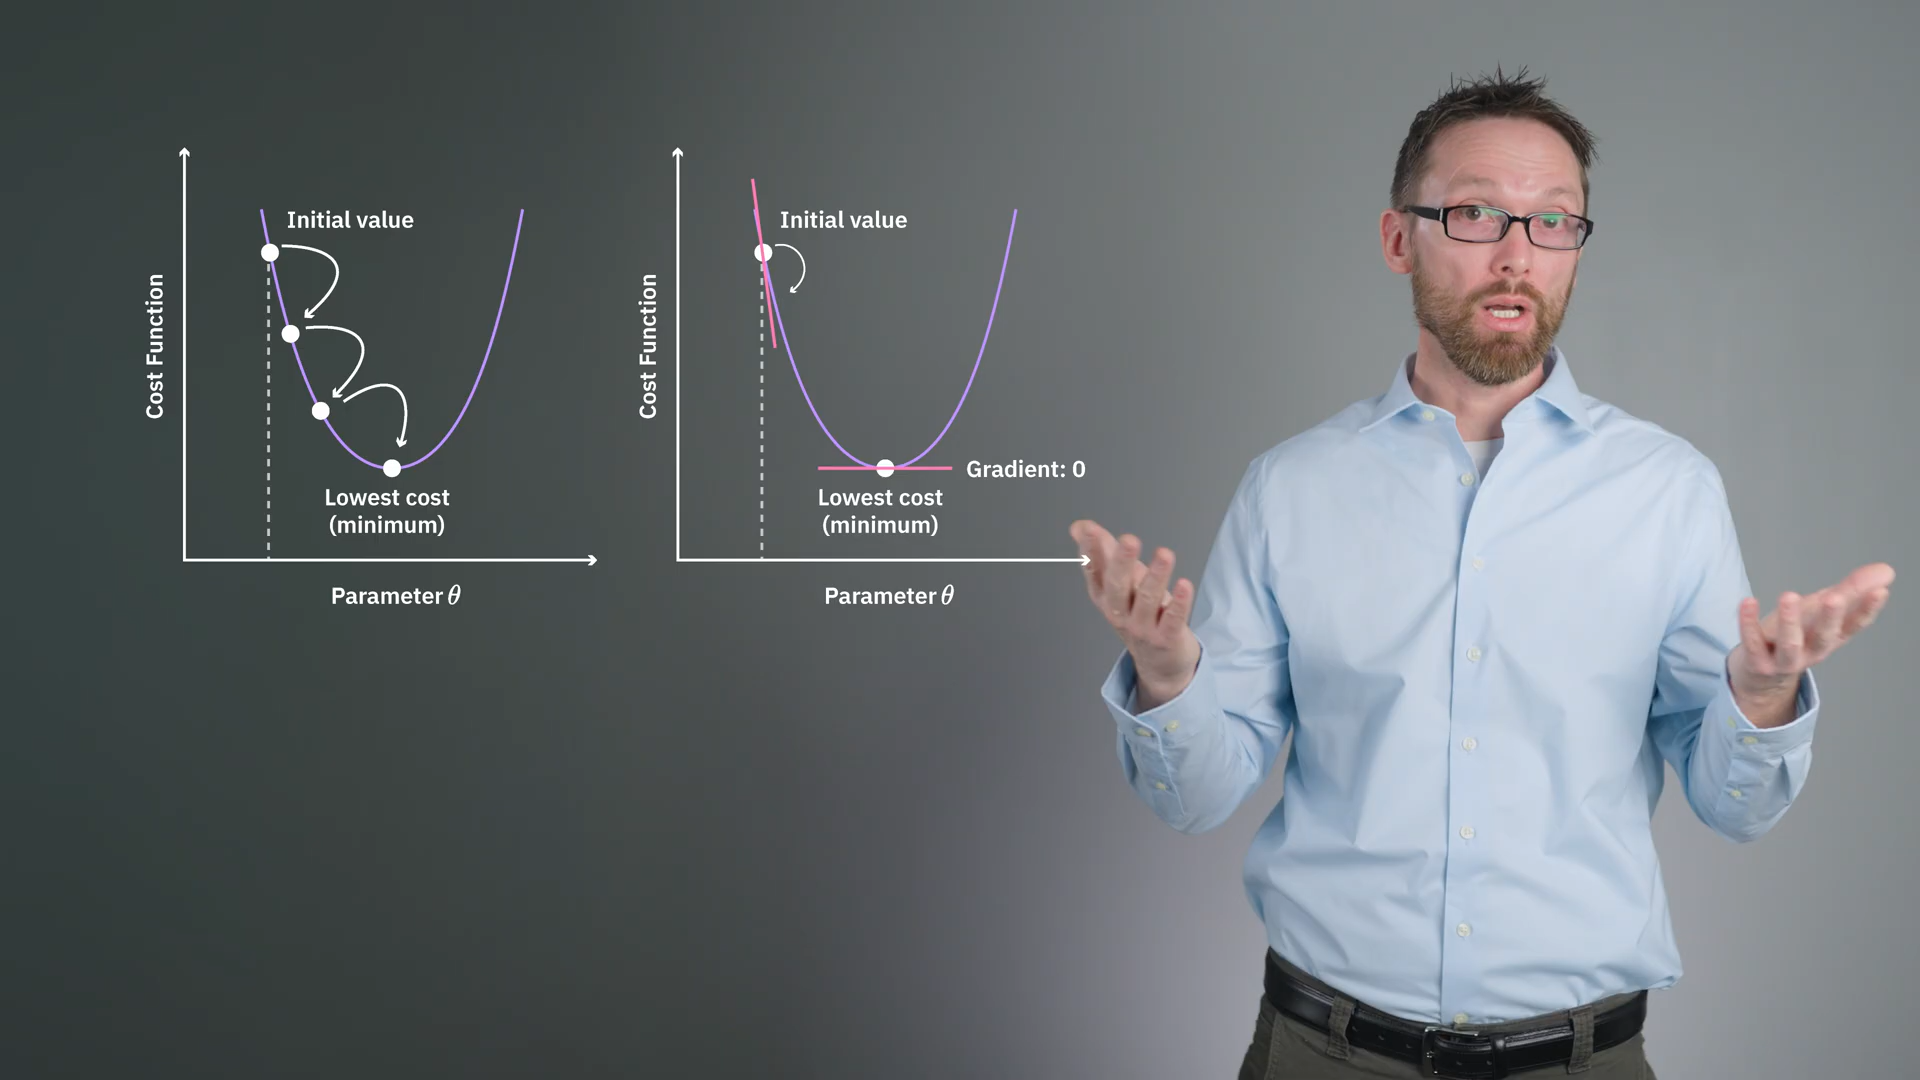 Cost Function
Initial value
Lowest cost
(minimum)
Parameter θ
Cost Function
Initial value
Gradient: 0
Lowest cost
(minimum)
Parameter θ